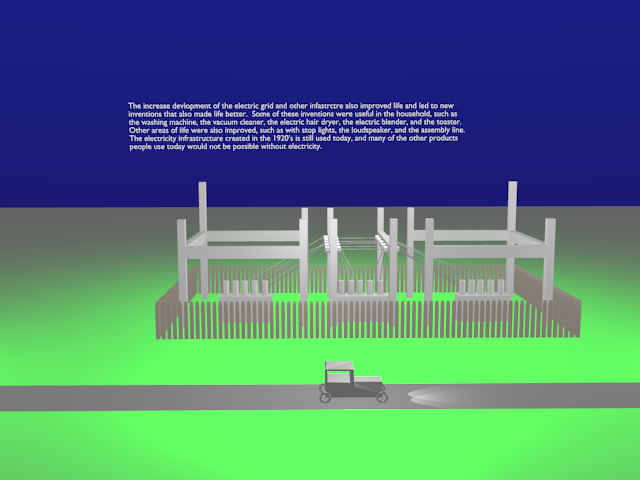 The increase devlopment of the electric grid and other infastrctre also improved life and led to new
inventions that also made life better.  Some of these inventions were useful in the household, such as
the washing machine, the vacuum cleaner, the electric hair dryer, the electric blender, and the toaster.
Other areas of life were also improved, such as with stop lights, the loudspeaker, and the assembly line.
The electricity infrastructure created in the 1920's is still used today, and many of the other products
people use today would not be possible without electricity.